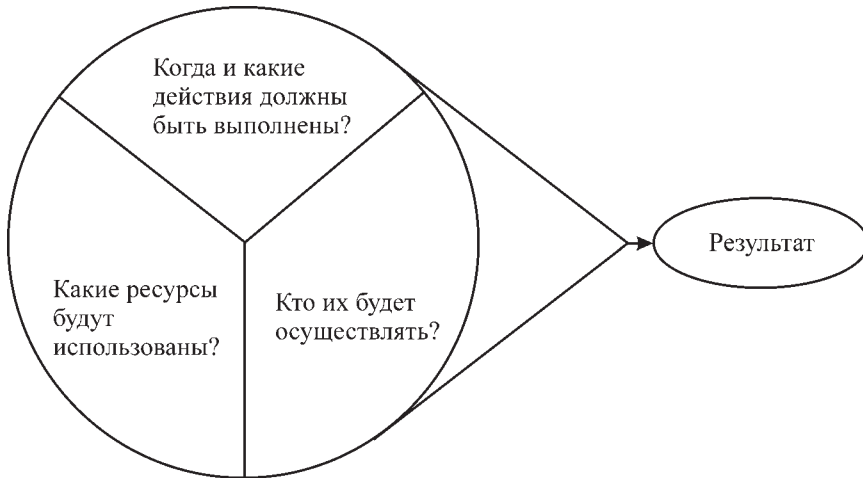 Когда и какие
действия должны
быть выполнены?
Какие ресурсы
будут
использованы?
Кто их будет
осуществлять?
Результат